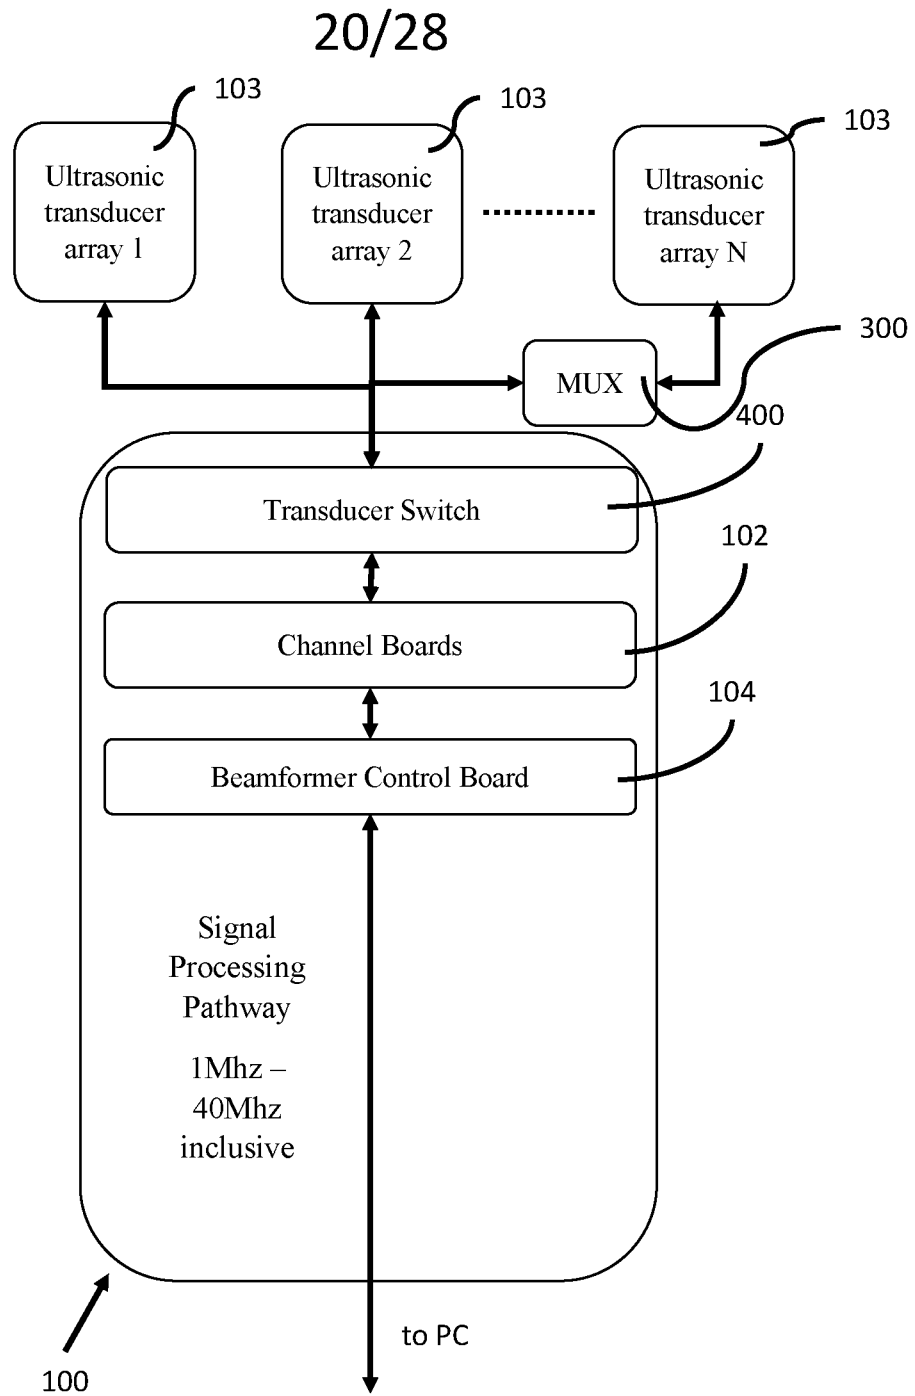 20/28
103
103
103
Ultrasonic
transducer
array 1
Ultrasonic
transducer
array 2
Ultrasonic
transducer
array N
300
MUX
400
Transducer Switch
102
Channel Boards
104
Beamformer Control Board
Signal
Processing
Pathway
1Mhz –
40Mhz
inclusive
to PC
100